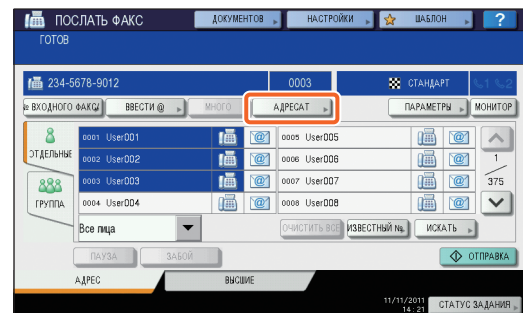 ПОСЛАТЬ ФАКС ДОКУМЕНТОВ НАСТРОЙКИ ШАБЛОН ?
ГОТОВ
234-5678-9012 0003 СТАНДАРТ 1 2
ВХОДНОГО ФАКСА ВВЕСТИ @ МНОГО АДРЕСАТ ПАРАМЕТРЫ МОНИТОР
ОТДЕЛЬНЫЕ
0001 User001 0005 User005
0002 User002 0006 User006 1
0003 User003 0007 User007 375
ГРУППА
0004 User004 0008 User008
Все лица ОЧИСТИТЬ ВСЕ ИЗВЕСТНЫЙ №. ИСКАТЬ
ПАУЗА ЗАБОЙ ОТПРАВКА
АДРЕС ВЫСШИЕ
11/11/2011
14:21
СТАТУС ЗАДАНИЯ